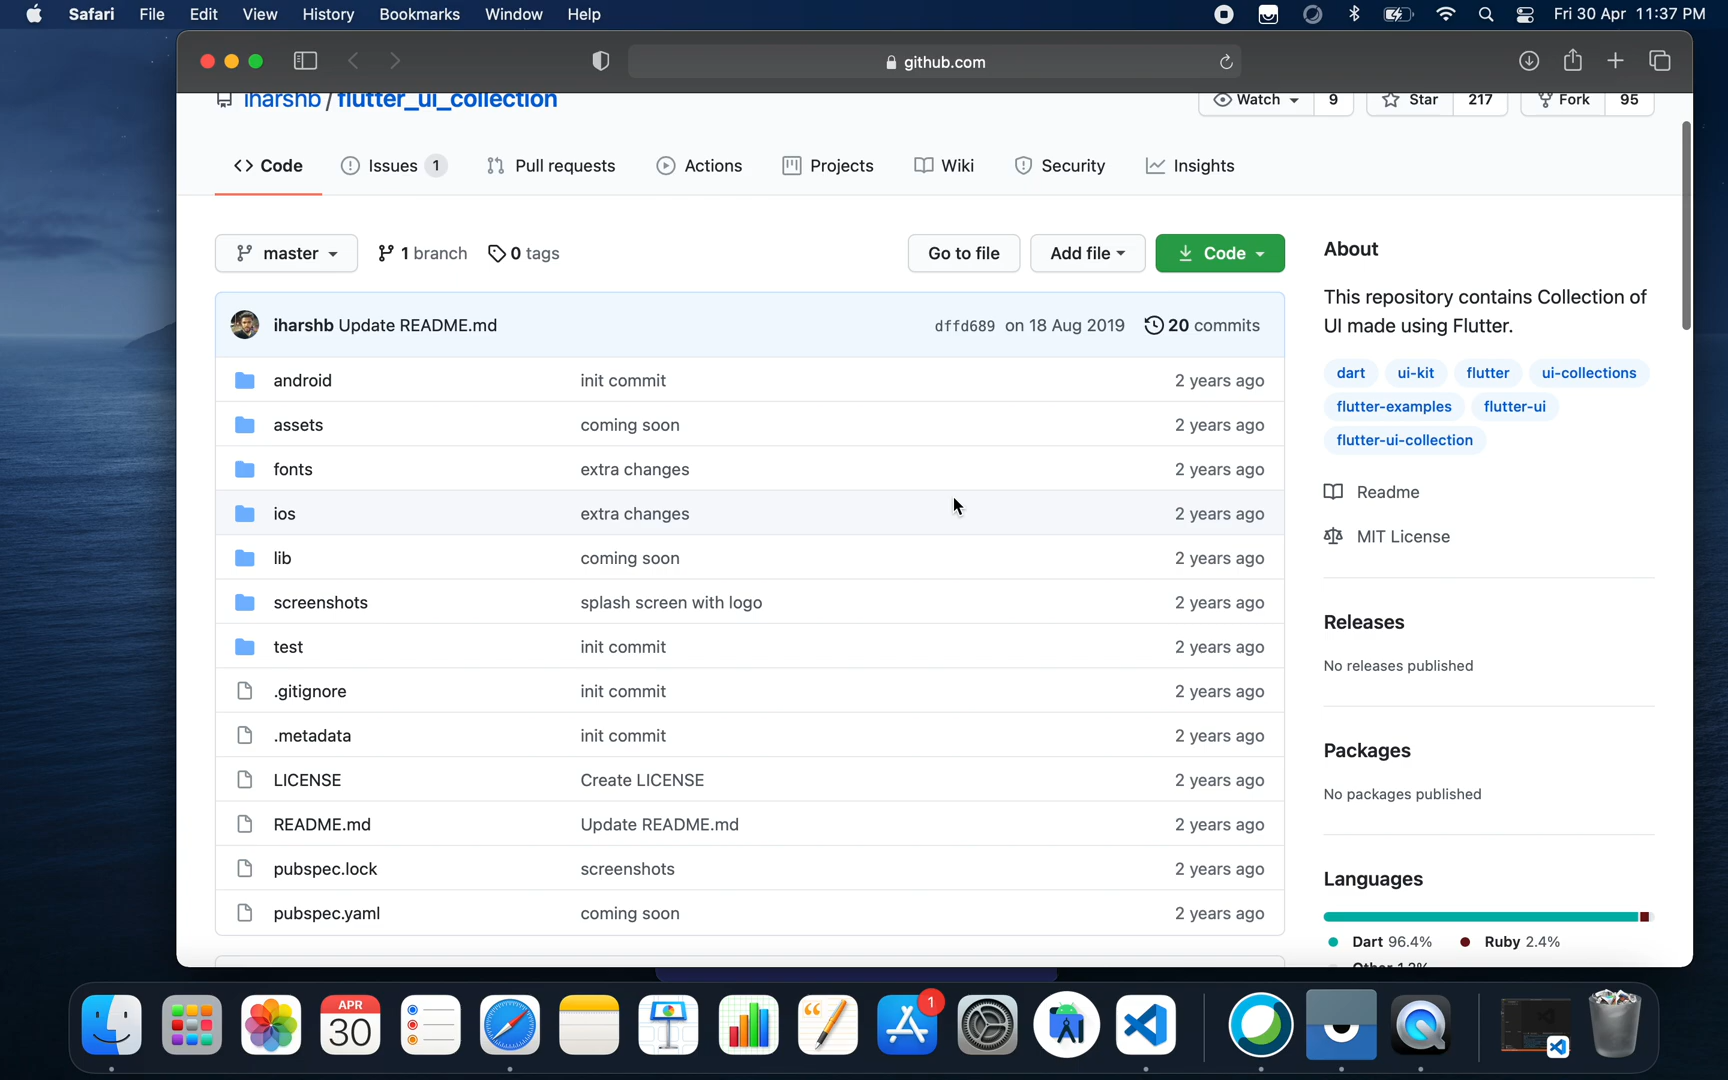 Safari File Edit View History Bookmarks Window Help Fri 30 Apr 11:37 PM
github.com
iharshb / flutter_ui_collection Watch 9 Star 217 Fork 95
<> Code Issues 1 Pull requests Actions Projects Wiki Security Insights
master 1 branch 0 tags Go to file Add file Code
iharshb Update README.md dffd689 on 18 Aug 2019 20 commits
android init commit 2 years ago
assets coming soon 2 years ago
fonts extra changes 2 years ago
ios extra changes 2 years ago
lib coming soon 2 years ago
screenshots splash screen with logo 2 years ago
test init commit 2 years ago
.gitignore init commit 2 years ago
.metadata init commit 2 years ago
LICENSE Create LICENSE 2 years ago
README.md Update README.md 2 years ago
pubspec.lock screenshots 2 years ago
pubspec.yaml coming soon 2 years ago
About
This repository contains Collection of
UI made using Flutter.
dart ui-kit flutter ui-collections
flutter-examples flutter-ui
flutter-ui-collection
Readme
MIT License
Releases
No releases published
Packages
No packages published
Languages
Dart 96.4% Ruby 2.4%
Other 1.2%
APR
30
1